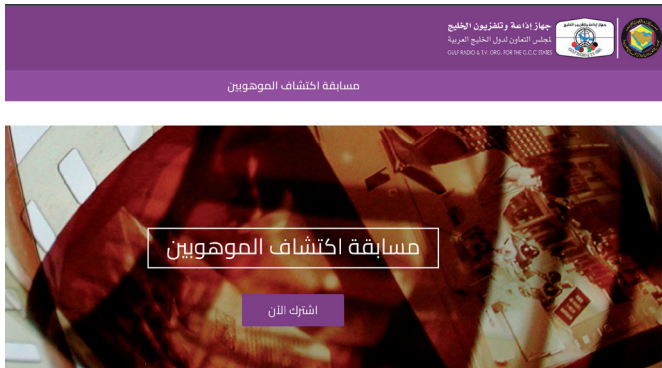 جهاز إذاعة وتلفزيون الخليج
لمجلس التعاون لدول الخليج العربية
GULF RADIO & T.V. ORG. FOR THE G.C.C STATES
مسابقة اكتشاف الموهوبين
مسابقة اكتشاف الموهوبين
اشترك الآن